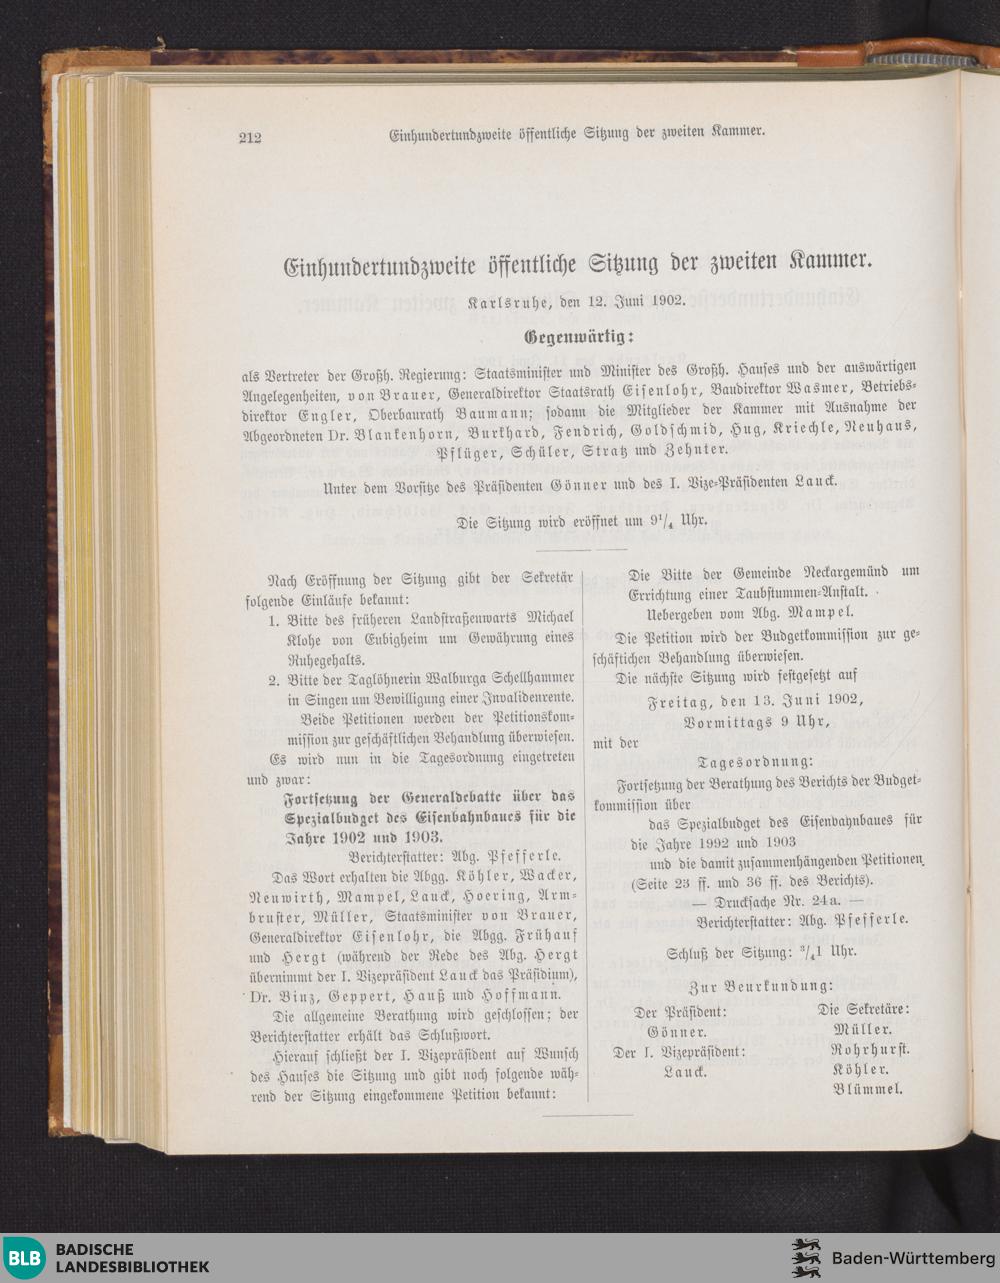 212
Einhundertundzweite öffentliche Sitzung der zweiten Kammer.
Einhundertundzweite öffentliche Sitzung der zweiten Kammer.
Karlsruhe, den 12. Juni 1902.
Gegenwärtig:
als Vertreter der Großh. Regierung: Staatsminister und Minister des Großh. Hauses und der auswärtigen
Angelegenheiten, von Brauer, Generaldirektor Staatsrath Eisenlohr, Baudirektor Wasmer, Betriebs-
direktor Engler, Oberbaurath Baumann; sodann die Mitglieder der Kammer mit Ausnahme der
Abgeordneten Dr. Blankenhorn, Burkhard, Fendrich, Goldschmid, Hug, Kriechle, Neuhaus,
Pflüger, Schüler, Stratz und Zehnter.
Unter dem Vorsitze des Präsidenten Gönner und des I. Vize-Präsidenten Lauck.
Die Sitzung wird eröffnet um 9¹/₄ Uhr.
Nach Eröffnung der Sitzung gibt der Sekretär
folgende Einläufe bekannt:
1. Bitte des früheren Landstraßenwarts Michael
Klohe von Eubigheim um Gewährung eines
Ruhegehalts.
2. Bitte der Taglöhnerin Walburga Schellhammer
in Singen um Bewilligung einer Invalidenrente.
Beide Petitionen werden der Petitionskom-
mission zur geschäftlichen Behandlung überwiesen.
Es wird nun in die Tagesordnung eingetreten
und zwar:
Fortsetzung der Generaldebatte über das
Spezialbudget des Eisenbahnbaues für die
Jahre 1902 und 1903.
Berichterstatter: Abg. Pfefferle.
Das Wort erhalten die Abgg. Köhler, Wacker,
Neuwirth, Mampel, Lauck, Hoering, Arm-
bruster, Müller, Staatsminister von Brauer,
Generaldirektor Eisenlohr, die Abgg. Frühauf
und Hergt (während der Rede des Abg. Hergt
übernimmt der I. Vizepräsident Lauck das Präsidium),
Dr. Binz, Geppert, Hauß und Hoffmann.
Die allgemeine Berathung wird geschlossen; der
Berichterstatter erhält das Schlußwort.
Hierauf schließt der I. Vizepräsident auf Wunsch
des Hauses die Sitzung und gibt noch folgende wäh-
rend der Sitzung eingekommene Petition bekannt:
Die Bitte der Gemeinde Neckargemünd um
Errichtung einer Taubstummen-Anstalt.
Uebergeben vom Abg. Mampel.
Die Petition wird der Budgetkommission zur ge-
schäftichen Behandlung überwiesen.
Die nächste Sitzung wird festgesetzt auf
Freitag, den 13. Juni 1902,
Vormittags 9 Uhr,
mit der
Tagesordnung:
Fortsetzung der Berathung des Berichts der Budget-
kommission über
das Spezialbudget des Eisenbahnbaues für
die Jahre 1992 und 1903
und die damit zusammenhängenden Petitionen
(Seite 23 ff. und 36 ff. des Berichts).
— Drucksache Nr. 24a. —
Berichterstatter: Abg. Pfefferle.
Schluß der Sitzung: ³/₄1 Uhr.
Zur Beurkundung:
Der Präsident:
Gönner.
Der I. Vizepräsident:
Lauck.
Die Sekretäre:
Müller.
Rohrhurst.
Köhler.
Blümmel.
BLB
BADISCHE
LANDESBIBLIOTHEK
Baden-Württemberg